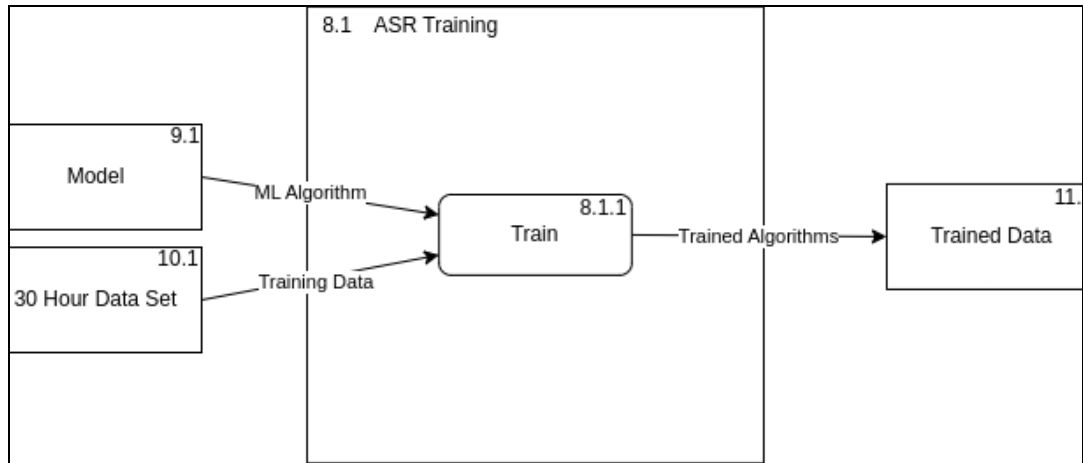 8.1 ASR Training
9.1
Model
ML Algorithm
8.1.1
Train
10.1
30 Hour Data Set
Training Data
Trained Algorithms
11.
Trained Data